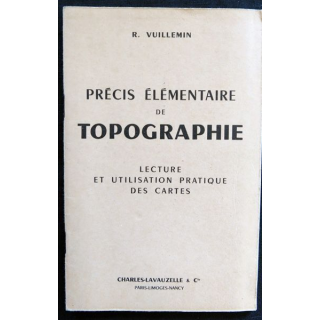 R. VUILLEMIN
PRÉCIS ÉLÉMENTAIRE
DE
TOPOGRAPHIE
LECTURE
ET UTILISATION PRATIQUE
DES CARTES
CHARLES-LAVAUZELLE & Cie
PARIS-LIMOGES-NANCY